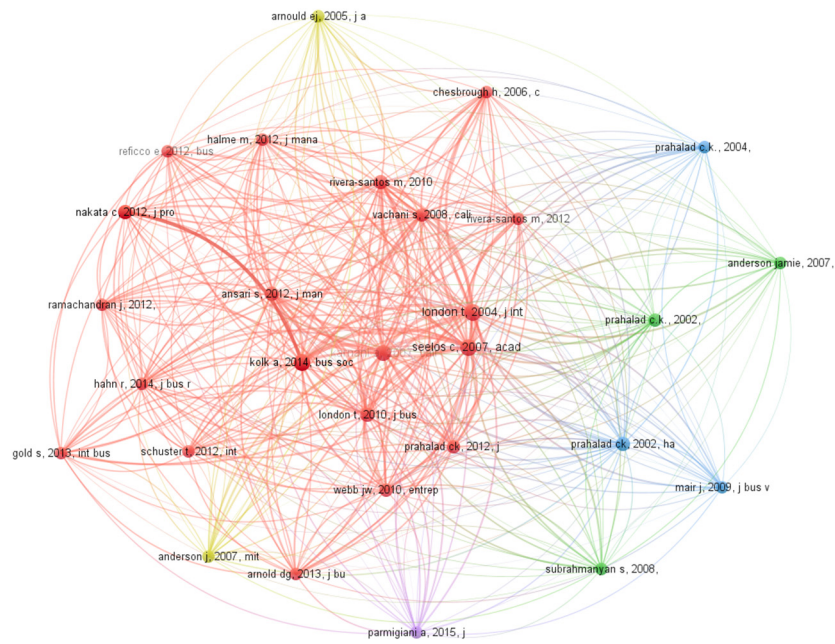 arnould ej, 2005, j a
chesbrough h, 2006, c
halme m, 2012, j mana
reficco e, 2012, bus
prahalad c.k., 2004,
rivera-santos m, 2010
nakata c, 2012, j pro
vachani s, 2008, cali
rivera-santos m, 2012
anderson jamie, 2007,
ansari s, 2012, j man
ramachandran j, 2012,
london t, 2004, j int
prahalad c.k., 2002,
seelos c, 2007, acad
kolk a, 2014, bus soc
hahn r, 2014, j bus r
london t, 2010, j bus
prahalad ck, 2012, j
prahalad ck, 2002, ha
gold s, 2013, int bus
schuster t, 2012, int
webb jw, 2010, entrep
mair j, 2009, j bus v
anderson j, 2007, mit
arnold dg, 2013, j bu
subrahmanyan s, 2008,
parmigiani a, 2015, j